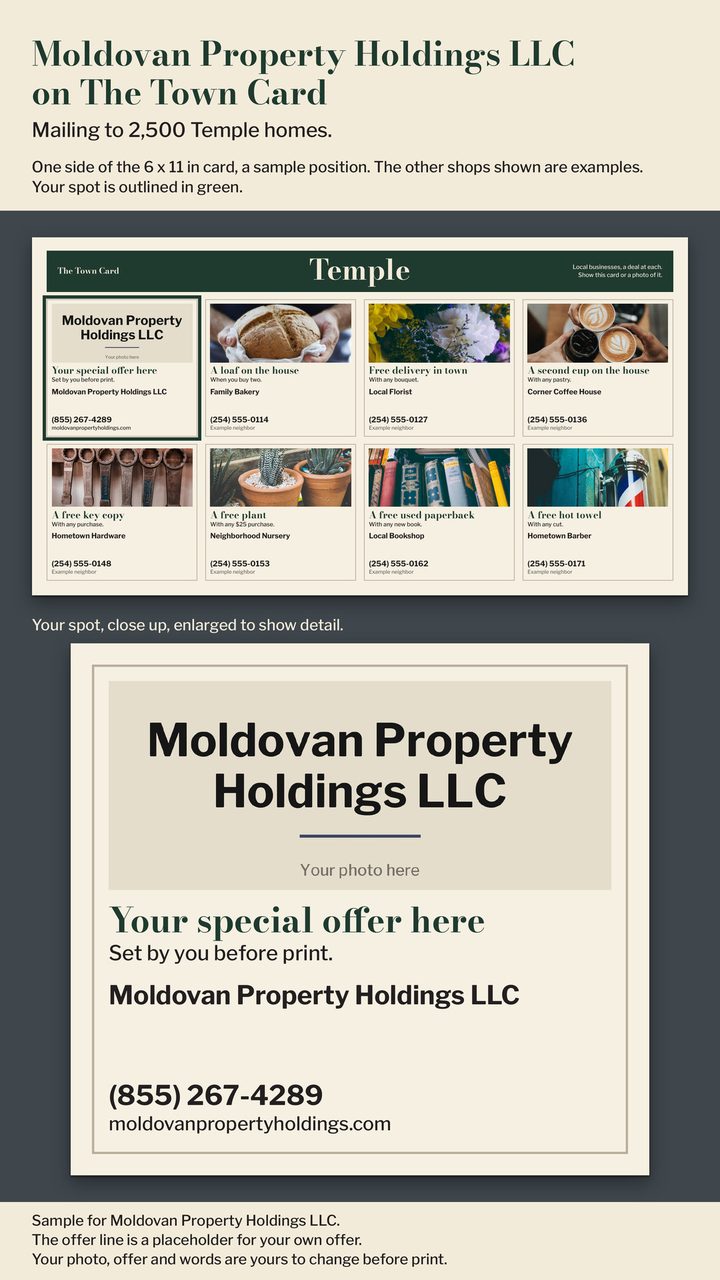 Moldovan Property Holdings LLC
on The Town Card
Mailing to 2,500 Temple homes.
One side of the 6 x 11 in card, a sample position. The other shops shown are examples.
Your spot is outlined in green.
The Town Card
Temple
Local businesses, a deal at each.
Show this card or a photo of it.
Moldovan Property
Holdings LLC
Your photo here
Your special offer here
Set by you before print.
Moldovan Property Holdings LLC
(855) 267-4289
moldovanpropertyholdings.com
A loaf on the house
When you buy two.
Family Bakery
(254) 555-0114
Example neighbor
Free delivery in town
With any bouquet.
Local Florist
(254) 555-0127
Example neighbor
A second cup on the house
With any pastry.
Corner Coffee House
(254) 555-0136
Example neighbor
A free key copy
With any purchase.
Hometown Hardware
(254) 555-0148
Example neighbor
A free plant
With any $25 purchase.
Neighborhood Nursery
(254) 555-0153
Example neighbor
A free used paperback
With any new book.
Local Bookshop
(254) 555-0162
Example neighbor
A free hot towel
With any cut.
Hometown Barber
(254) 555-0171
Example neighbor
Your spot, close up, enlarged to show detail.
Moldovan Property
Holdings LLC
Your photo here
Your special offer here
Set by you before print.
Moldovan Property Holdings LLC
(855) 267-4289
moldovanpropertyholdings.com
Sample for Moldovan Property Holdings LLC.
The offer line is a placeholder for your own offer.
Your photo, offer and words are yours to change before print.